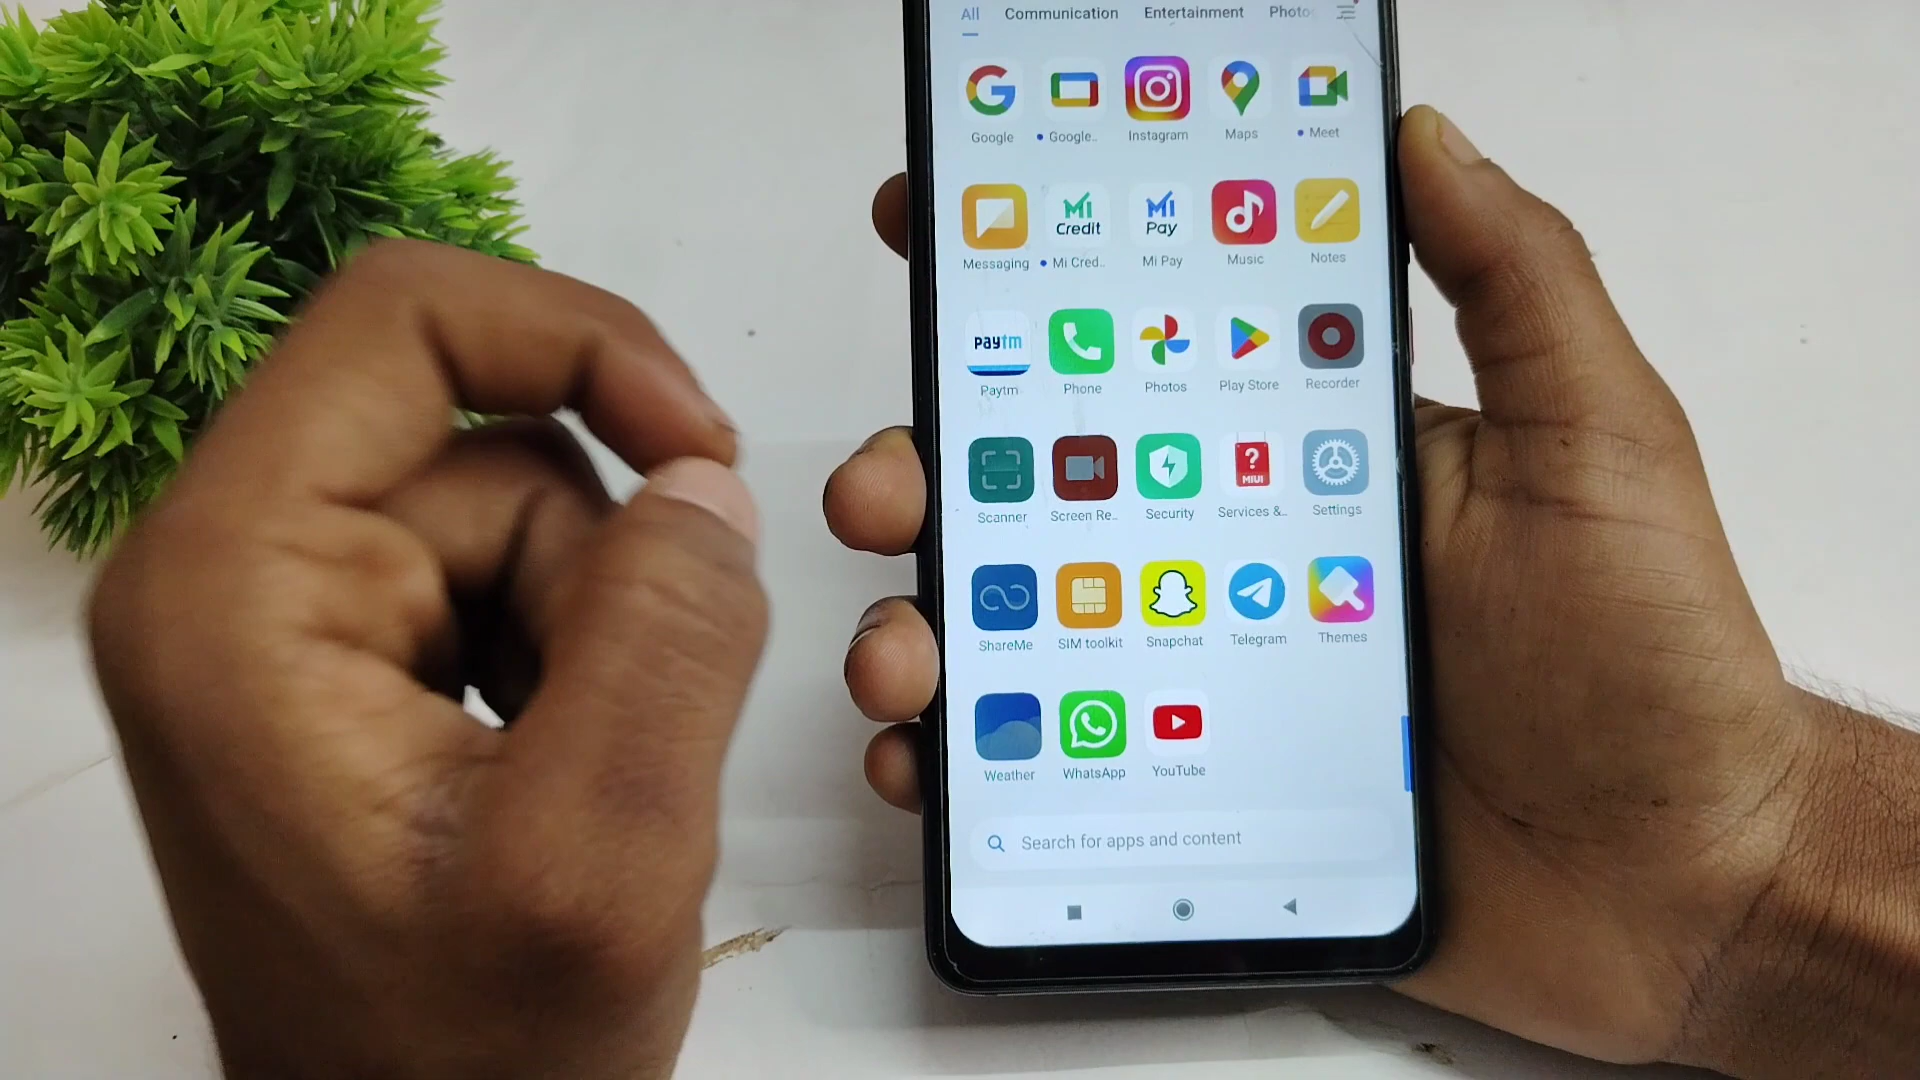 All Communication Entertainment Photo
Google Google.. Instagram Maps Meet
Mi Credit Mi Pay
Messaging Mi Cred.. Mi Pay Music Notes
paytm
Paytm Phone Photos Play Store Recorder
? MIUI
Scanner Screen Re.. Security Services &.. Settings
ShareMe SIM toolkit Snapchat Telegram Themes
Weather WhatsApp YouTube
Search for apps and content